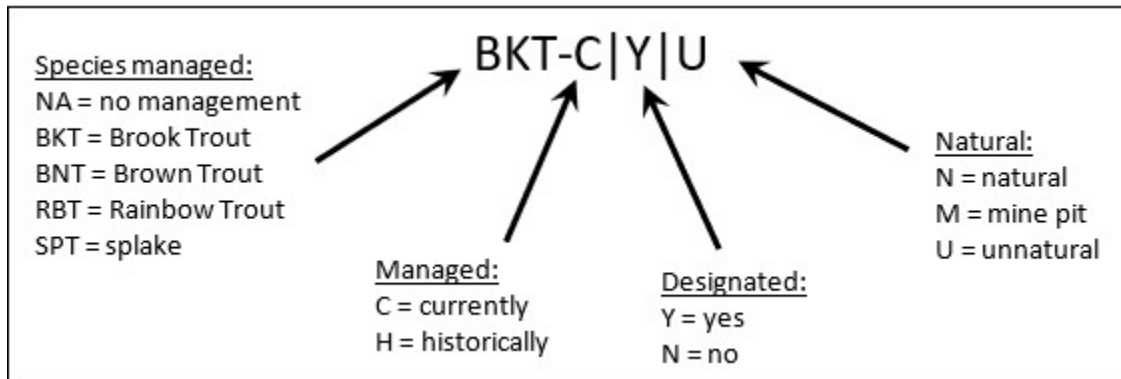 BKT-C|Y|U
Species managed:
NA = no management
BKT = Brook Trout
BNT = Brown Trout
RBT = Rainbow Trout
SPT = splake
Managed:
C = currently
H = historically
Designated:
Y = yes
N = no
Natural:
N = natural
M = mine pit
U = unnatural